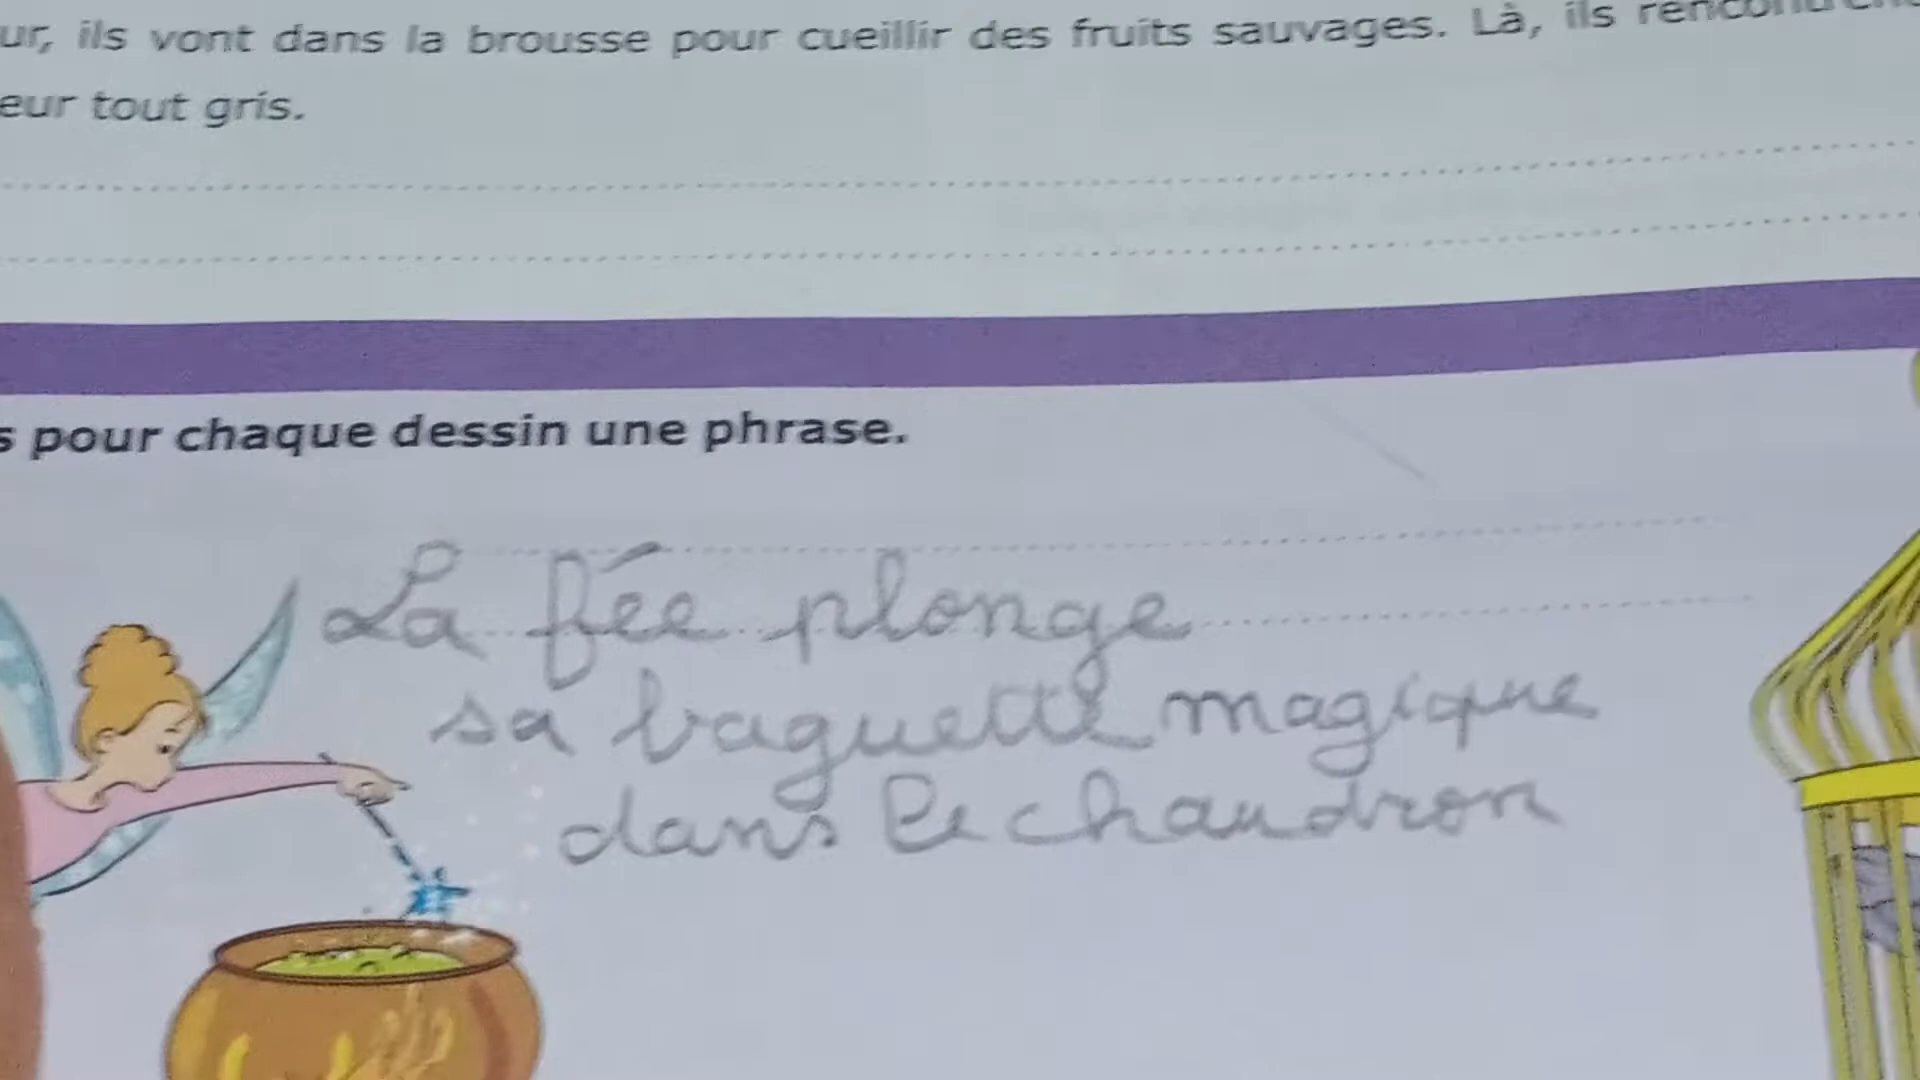 ur, ils vont dans la brousse pour cueillir des fruits sauvages. Là, ils
eur tout gris.
s pour chaque dessin une phrase.
La fée plonge
sa baguette magique
dans le chaudron